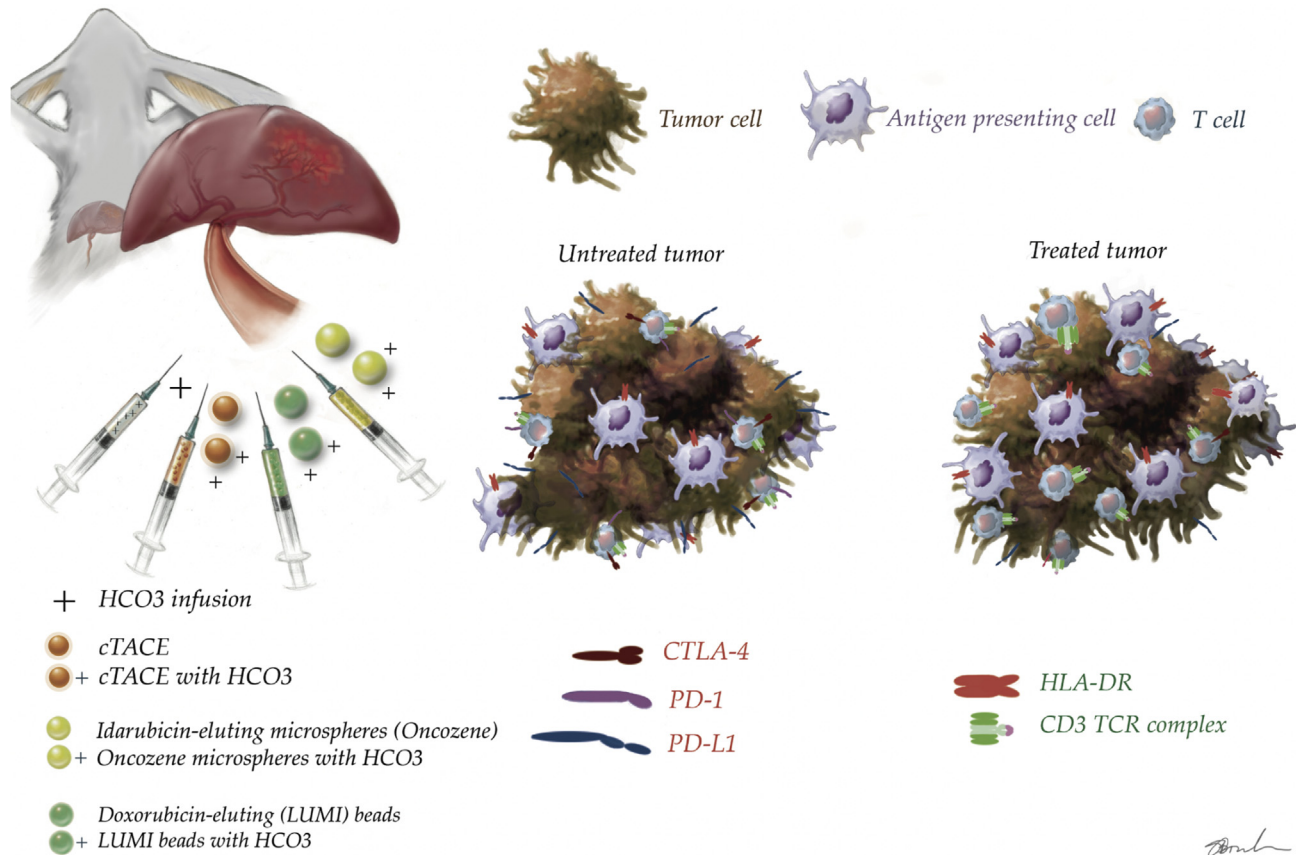 Tumor cell
Antigen presenting cell
T cell
Untreated tumor
Treated tumor
+
+
+
+
+
+
+
+ HCO3 infusion
cTACE
+ cTACE with HCO3
Idarubicin-eluting microspheres (Oncozene)
+ Oncozene microspheres with HCO3
Doxorubicin-eluting (LUMI) beads
+ LUMI beads with HCO3
CTLA-4
PD-1
PD-L1
HLA-DR
CD3 TCR complex